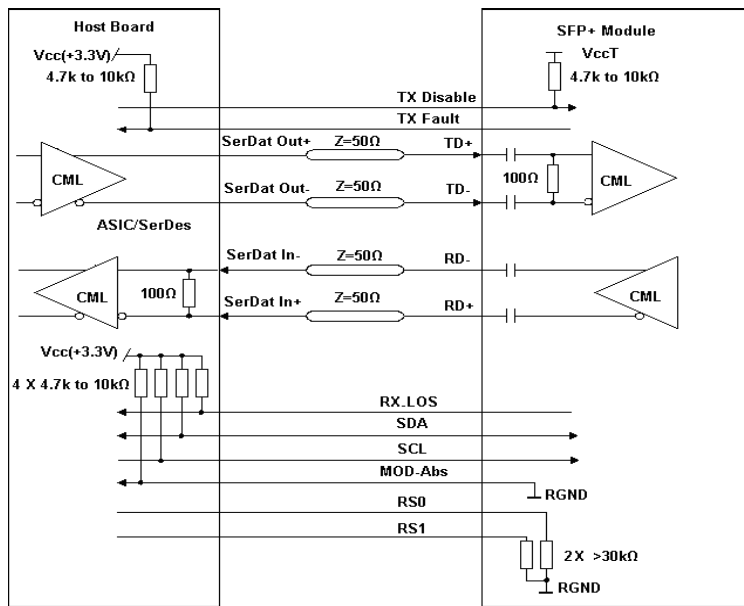 Host Board
SFP+ Module
Vcc(+3.3V)
VccT
4.7k to 10kΩ
4.7k to 10kΩ
TX Disable
TX Fault
SerDat Out+
Z=50Ω
TD+
CML
100Ω
CML
SerDat Out-
Z=50Ω
TD-
ASIC/SerDes
SerDat In-
Z=50Ω
RD-
CML
100Ω
SerDat In+
Z=50Ω
RD+
CML
Vcc(+3.3V)
4 X 4.7k to 10kΩ
RX_LOS
SDA
SCL
MOD-Abs
RGND
RS0
RS1
2X >30kΩ
RGND